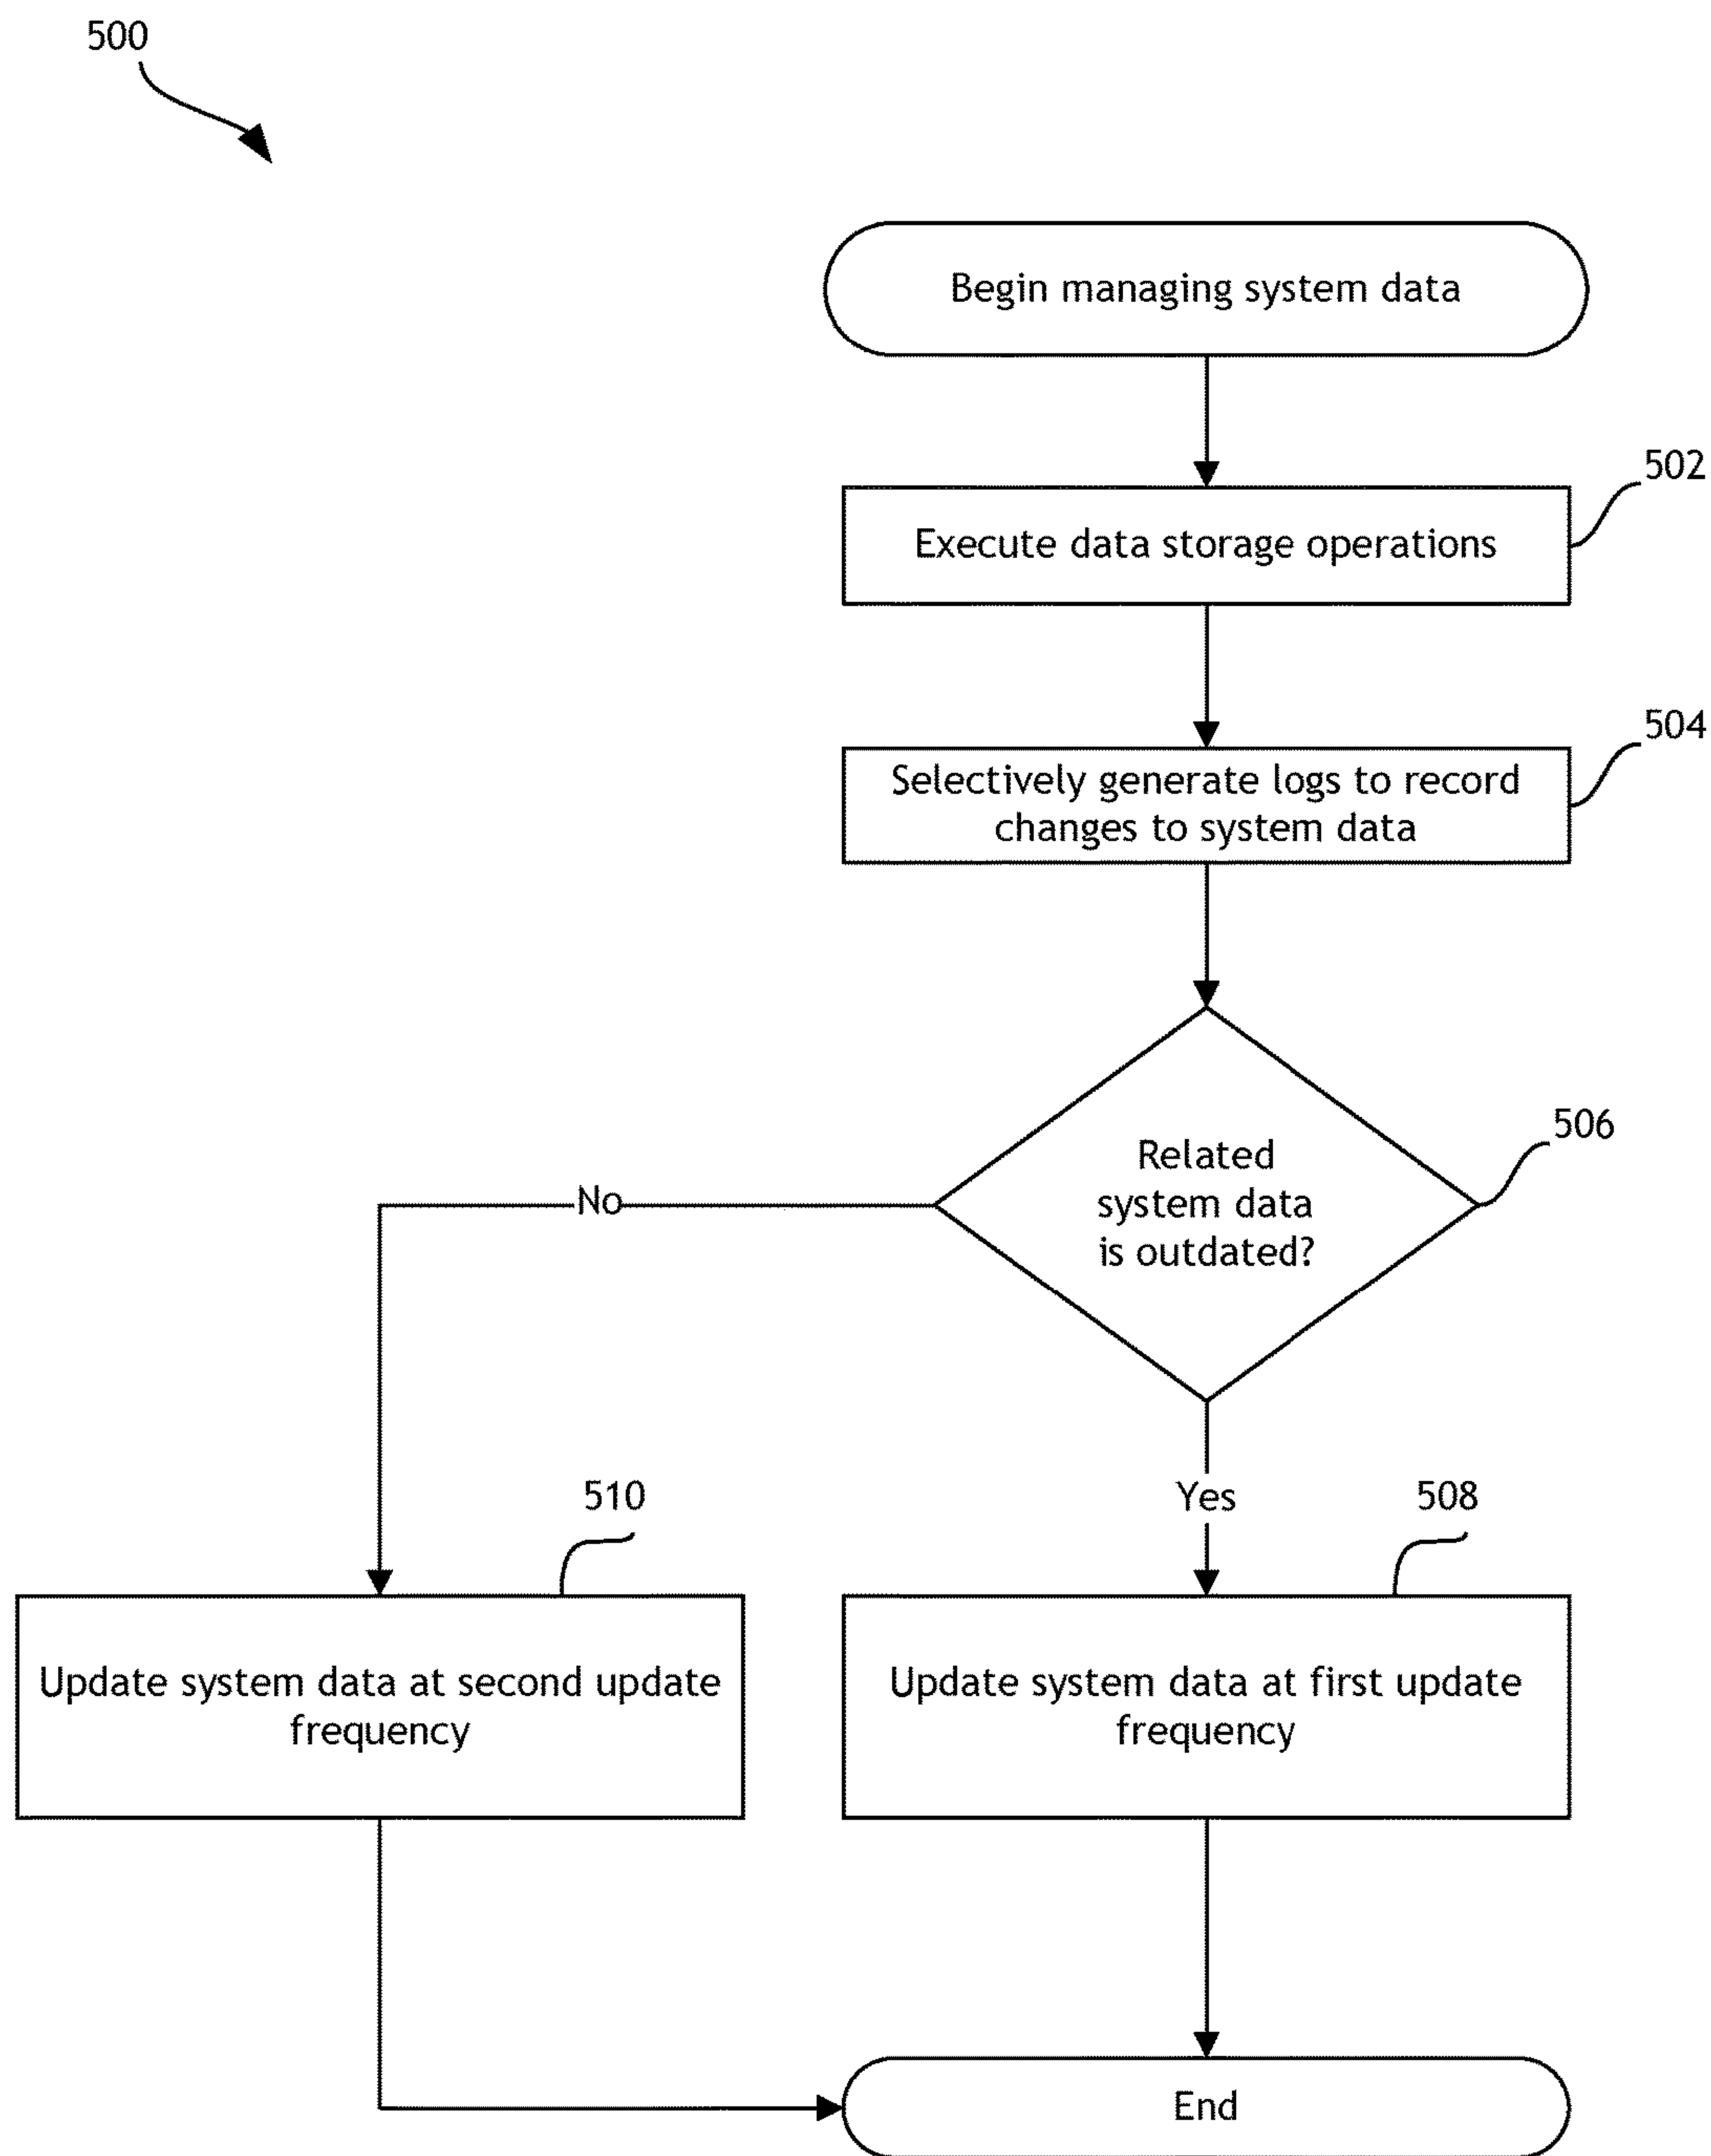 500
Begin managing system data
502
Execute data storage operations
504
Selectively generate logs to record
changes to system data
506
Related
system data
is outdated?
No
Yes
510
508
Update system data at second update
frequency
Update system data at first update
frequency
End